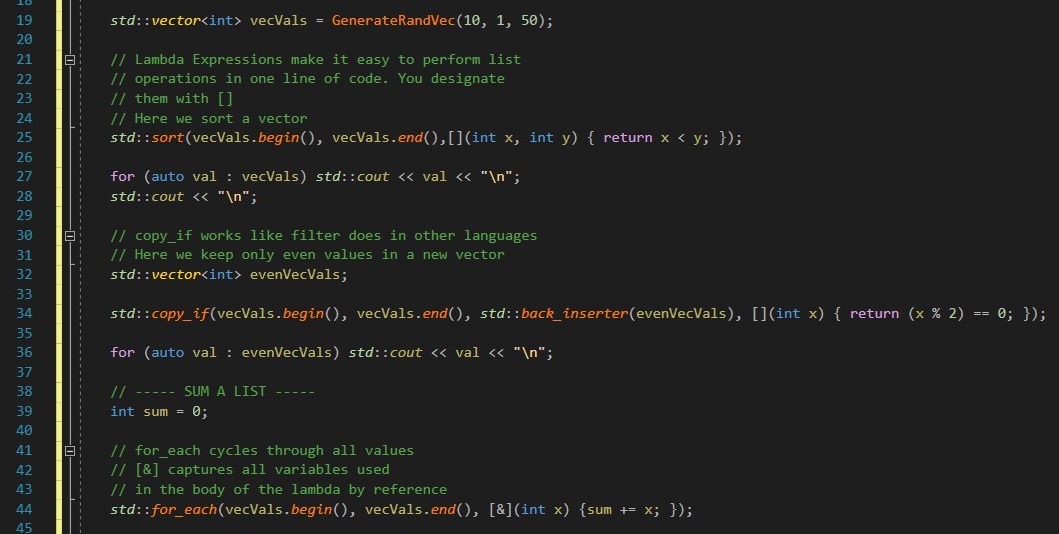 18
19 std::vector<int> vecVals = GenerateRandVec(10, 1, 50);
20
21 // Lambda Expressions make it easy to perform list
22 // operations in one line of code. You designate
23 // them with []
24 // Here we sort a vector
25 std::sort(vecVals.begin(), vecVals.end(),[](int x, int y) { return x < y; });
26
27 for (auto val : vecVals) std::cout << val << "\n";
28 std::cout << "\n";
29
30 // copy_if works like filter does in other languages
31 // Here we keep only even values in a new vector
32 std::vector<int> evenVecVals;
33
34 std::copy_if(vecVals.begin(), vecVals.end(), std::back_inserter(evenVecVals), [](int x) { return (x % 2) == 0; });
35
36 for (auto val : evenVecVals) std::cout << val << "\n";
37
38 // ----- SUM A LIST -----
39 int sum = 0;
40
41 // for_each cycles through all values
42 // [&] captures all variables used
43 // in the body of the lambda by reference
44 std::for_each(vecVals.begin(), vecVals.end(), [&](int x) {sum += x; });
45